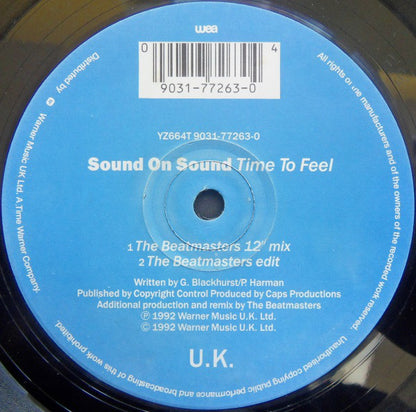 wea
0 4
9031-77263-0
YZ664T 9031-77263-0
Sound On Sound Time To Feel
1 The Beatmasters 12" mix
2 The Beatmasters edit
Written by G. Blackhurst/P. Harman
Published by Copyright Control Produced by Caps Productions
Additional production and remix by The Beatmasters
℗ 1992 Warner Music U.K. Ltd.
© 1992 Warner Music U.K. Ltd.
U.K.
All rights of the manufacturers and of the owners of the recorded work reserved. Unauthorised copying public performance and broadcasting of this work prohibited.
Distributed by Warner Music UK Ltd. A Time Warner Company.